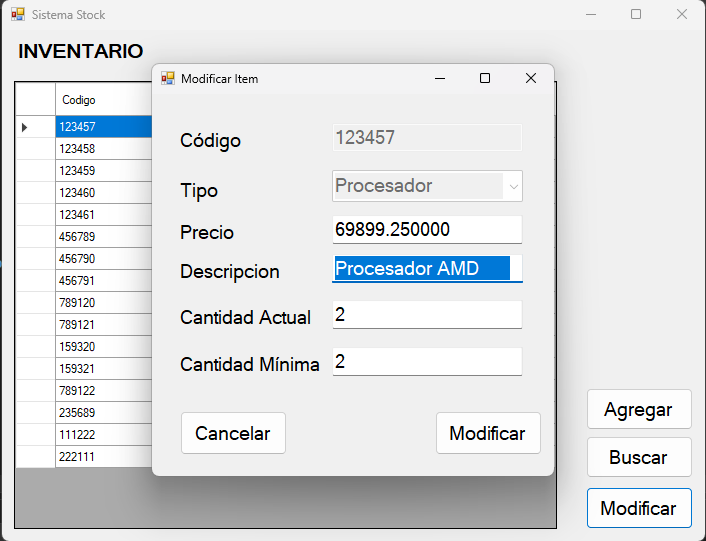 Sistema Stock
INVENTARIO
Codigo
123457
123458
123459
123460
123461
456789
456790
456791
789120
789121
159320
159321
789122
235689
111222
222111
Modificar Item
Código 123457
Tipo Procesador
Precio 69899.250000
Descripcion Procesador AMD
Cantidad Actual 2
Cantidad Mínima 2
Cancelar Modificar
Agregar
Buscar
Modificar